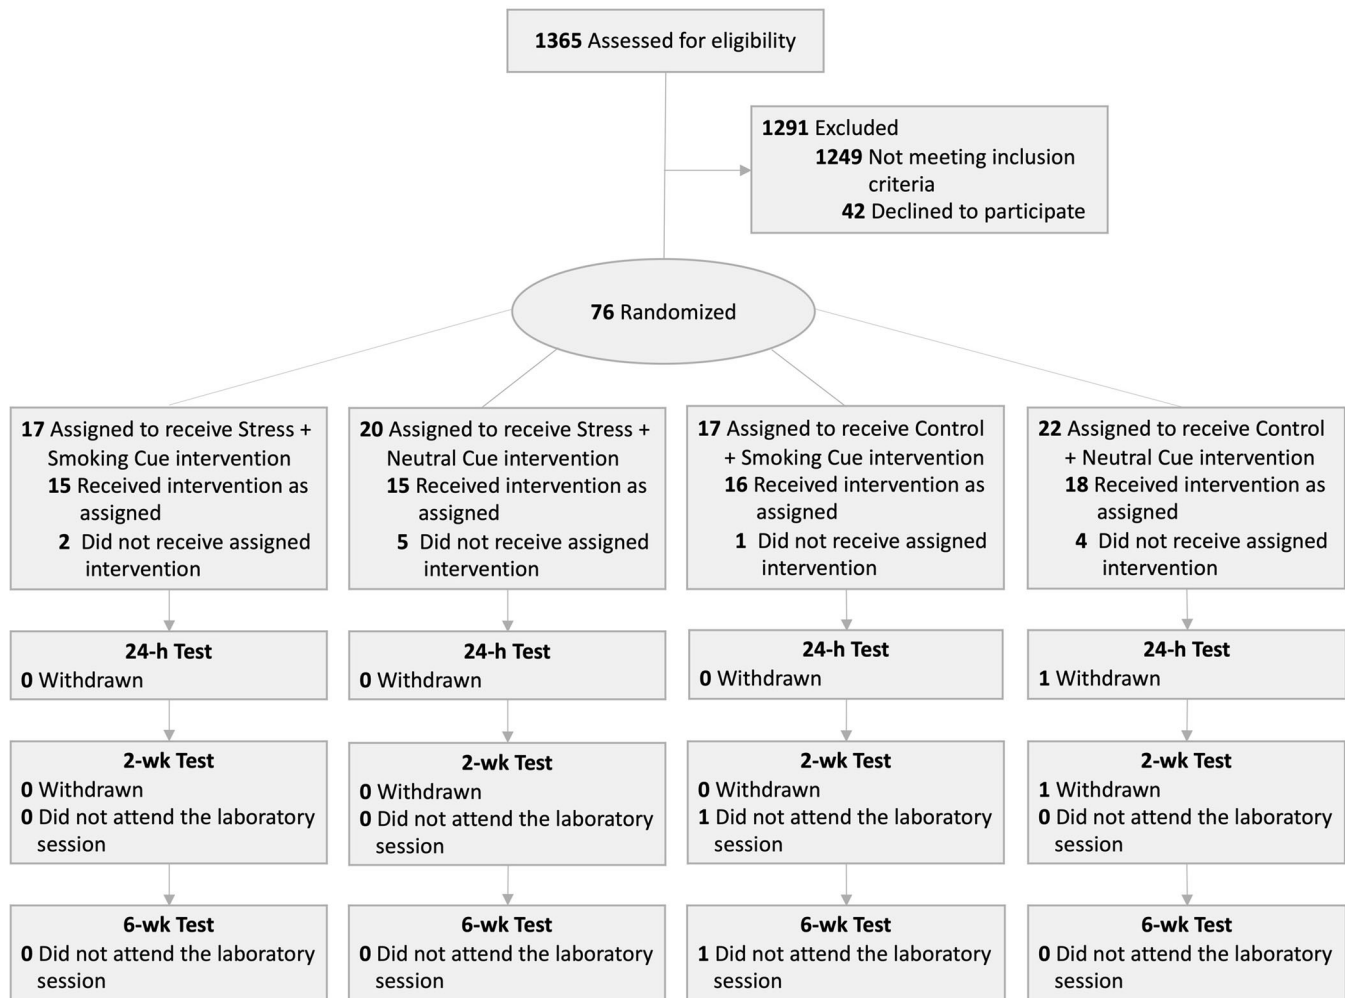 1365 Assessed for eligibility
1291 Excluded
1249 Not meeting inclusion
criteria
42 Declined to participate
76 Randomized
17 Assigned to receive Stress +
Smoking Cue intervention
15 Received intervention as
assigned
2 Did not receive assigned
intervention
20 Assigned to receive Stress +
Neutral Cue intervention
15 Received intervention as
assigned
5 Did not receive assigned
intervention
17 Assigned to receive Control
+ Smoking Cue intervention
16 Received intervention as
assigned
1 Did not receive assigned
intervention
22 Assigned to receive Control
+ Neutral Cue intervention
18 Received intervention as
assigned
4 Did not receive assigned
intervention
24-h Test
0 Withdrawn
24-h Test
0 Withdrawn
24-h Test
0 Withdrawn
24-h Test
1 Withdrawn
2-wk Test
0 Withdrawn
0 Did not attend the laboratory
session
2-wk Test
0 Withdrawn
0 Did not attend the laboratory
session
2-wk Test
0 Withdrawn
1 Did not attend the laboratory
session
2-wk Test
1 Withdrawn
0 Did not attend the laboratory
session
6-wk Test
0 Did not attend the laboratory
session
6-wk Test
0 Did not attend the laboratory
session
6-wk Test
1 Did not attend the laboratory
session
6-wk Test
0 Did not attend the laboratory
session